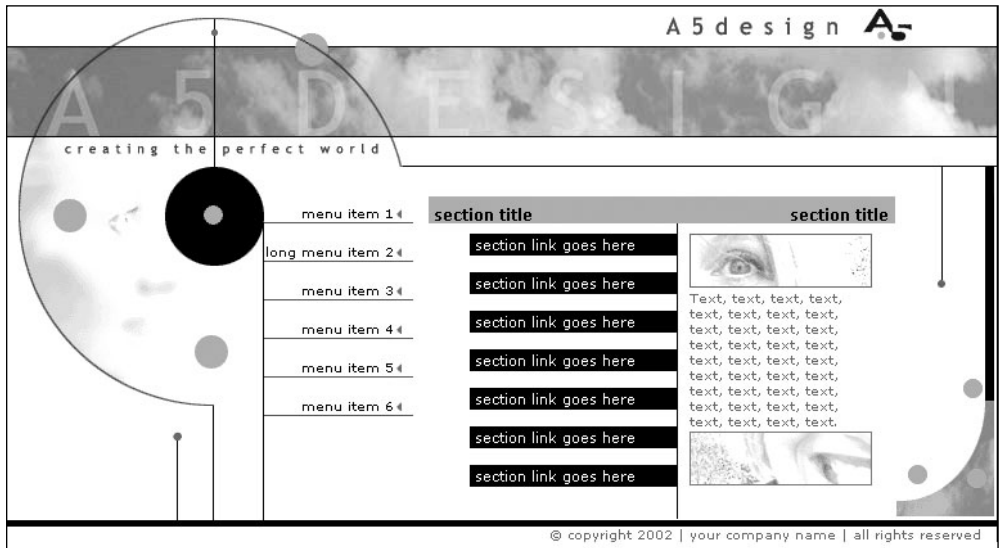 A5design A5
A5DESIGN
creating the perfect world
menu item 1
long menu item 2
menu item 3
menu item 4
menu item 5
menu item 6
section title
section link goes here
section link goes here
section link goes here
section link goes here
section link goes here
section link goes here
section link goes here
section title
Text, text, text, text,
text, text, text, text,
text, text, text, text,
text, text, text, text,
text, text, text, text,
text, text, text, text,
text, text, text, text,
text, text, text, text,
text, text, text, text.
© copyright 2002 | your company name | all rights reserved